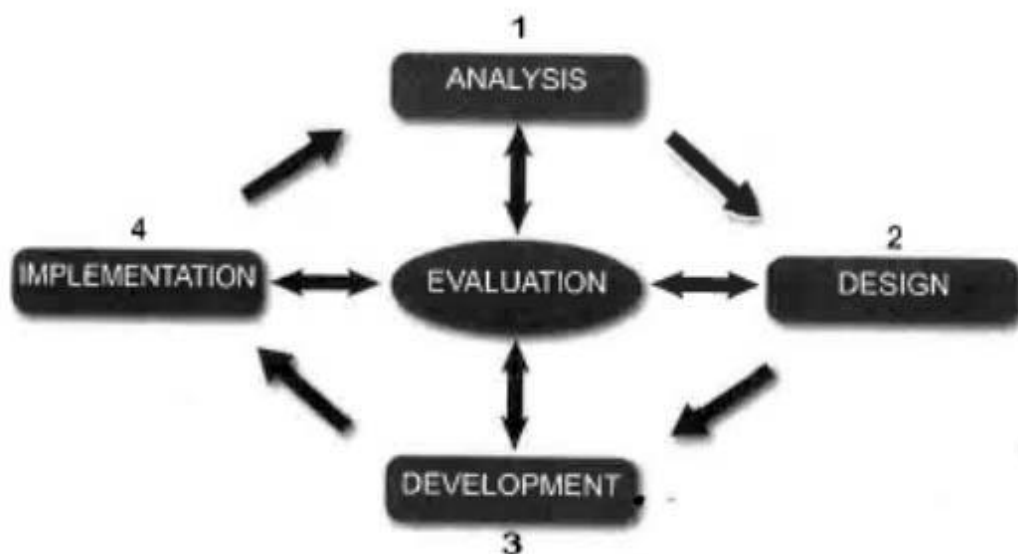 1
ANALYSIS
4
IMPLEMENTATION
EVALUATION
2
DESIGN
DEVELOPMENT
3